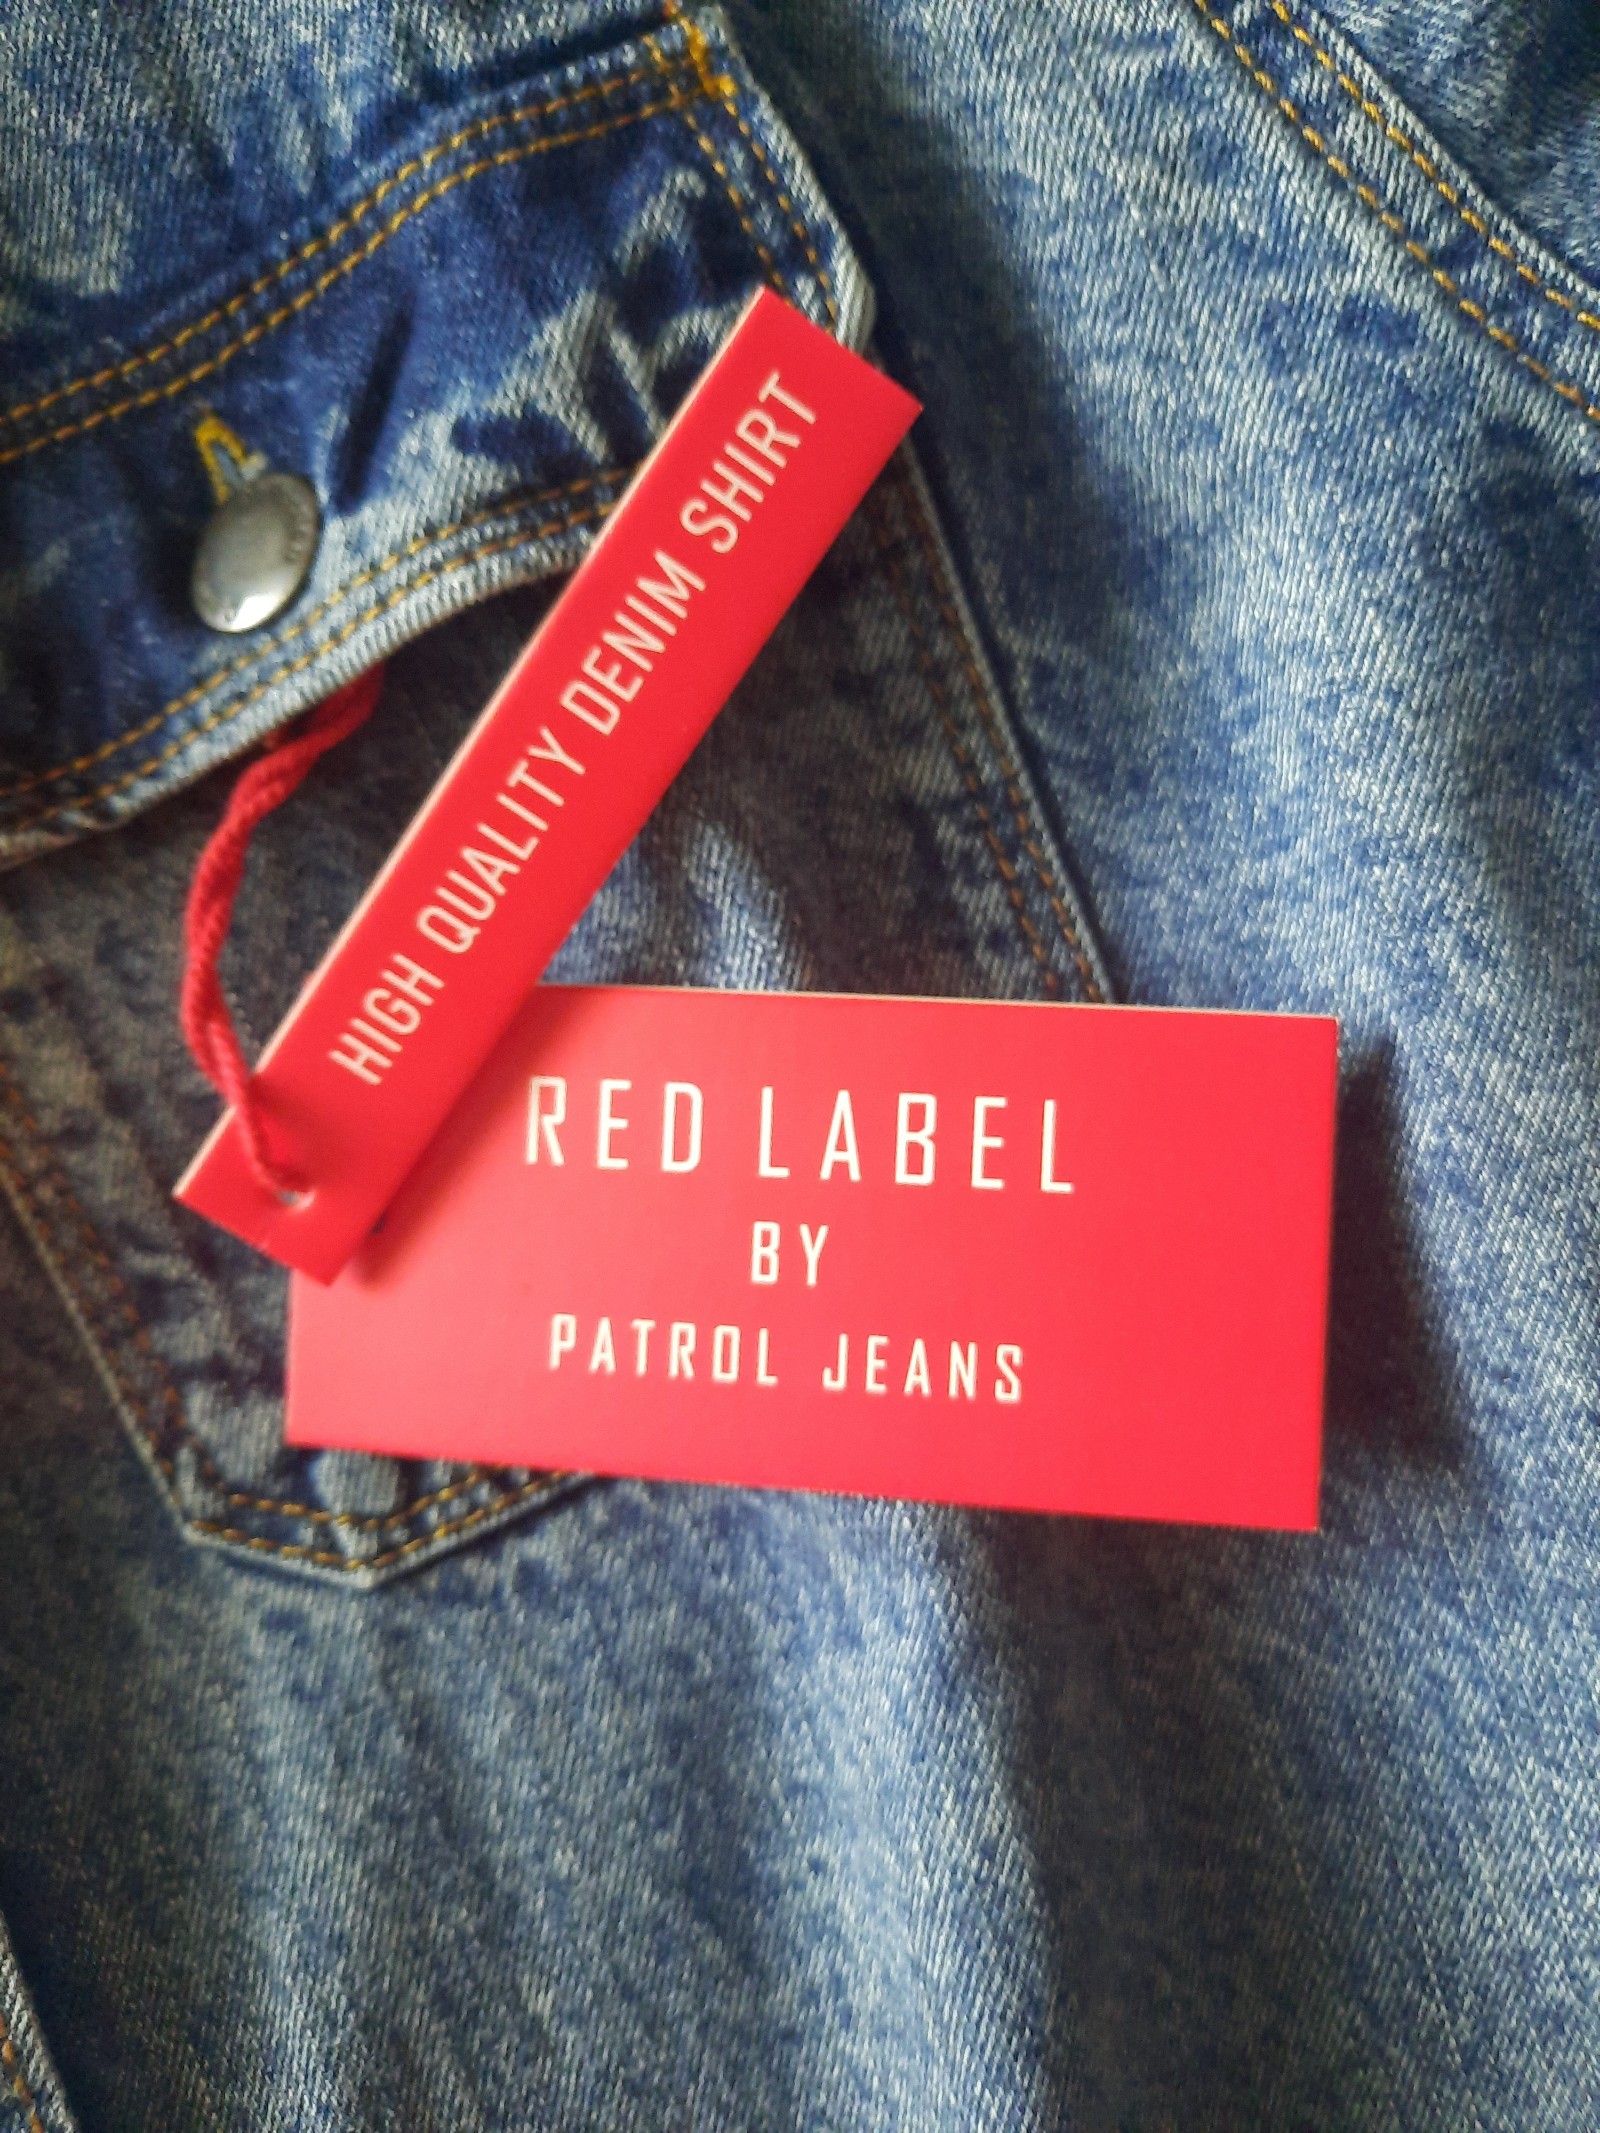 HIGH QUALITY DENIM SHIRT
RED LABEL
BY
PATROL JEANS